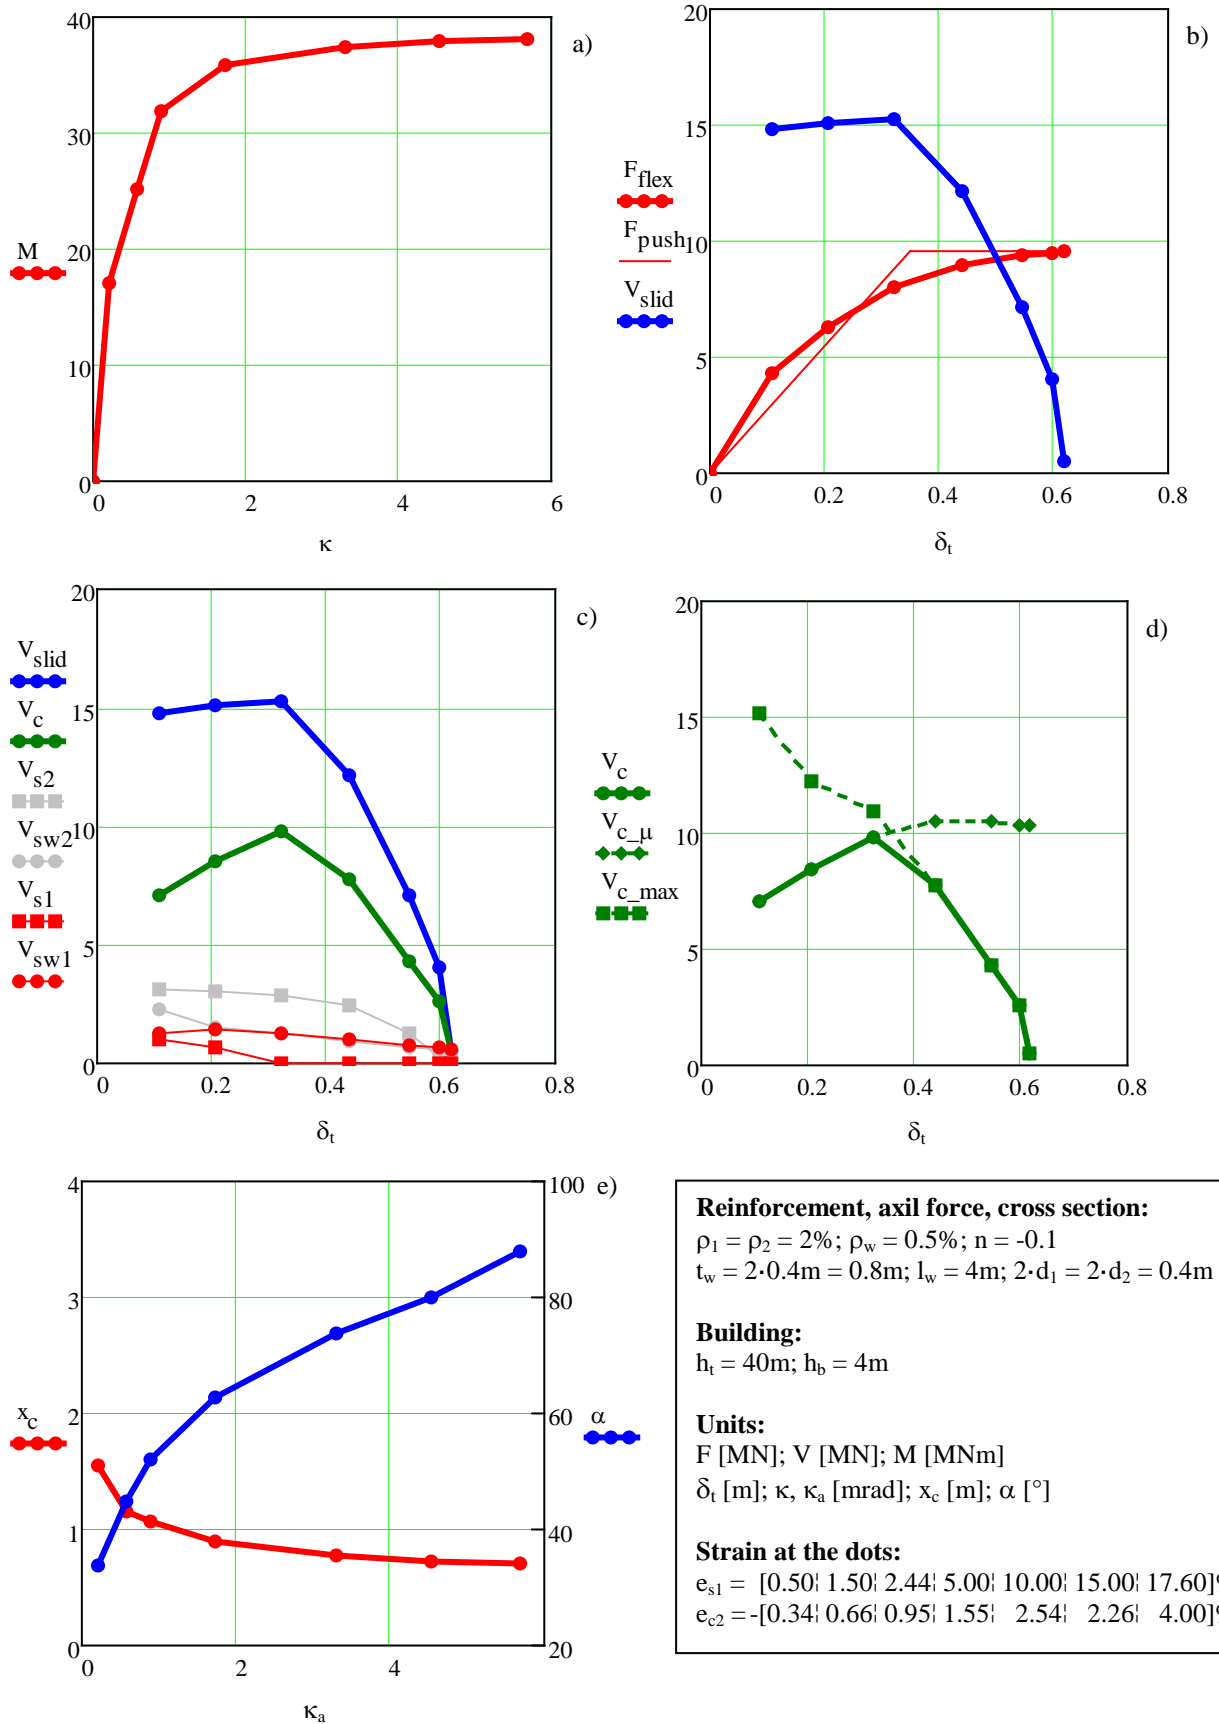 40
30
20
10
0
M
0
2
4
6
κ
a)
20
15
10
5
0
F_flex
F_push
V_slid
0
0.2
0.4
0.6
0.8
δ_t
b)
20
15
10
5
0
V_slid
V_c
V_s2
V_sw2
V_s1
V_sw1
0
0.2
0.4
0.6
0.8
δ_t
c)
20
15
10
5
0
V_c
V_c_μ
V_c_max
0
0.2
0.4
0.6
0.8
δ_t
d)
4
3
2
1
0
x_c
0
2
4
κ_a
100
80
60
40
20
α
e)
Reinforcement, axil force, cross section:
ρ₁ = ρ₂ = 2%; ρ_w = 0.5%; n = -0.1
t_w = 2·0.4m = 0.8m; l_w = 4m; 2·d₁ = 2·d₂ = 0.4m
Building:
h_t = 40m; h_b = 4m
Units:
F [MN]; V [MN]; M [MNm]
δ_t [m]; κ, κ_a [mrad]; x_c [m]; α [°]
Strain at the dots:
e_s1 = [0.50¦ 1.50¦ 2.44¦ 5.00¦ 10.00¦ 15.00¦ 17.60]
e_c2 = -[0.34¦ 0.66¦ 0.95¦ 1.55¦ 2.54¦ 2.26¦ 4.00]